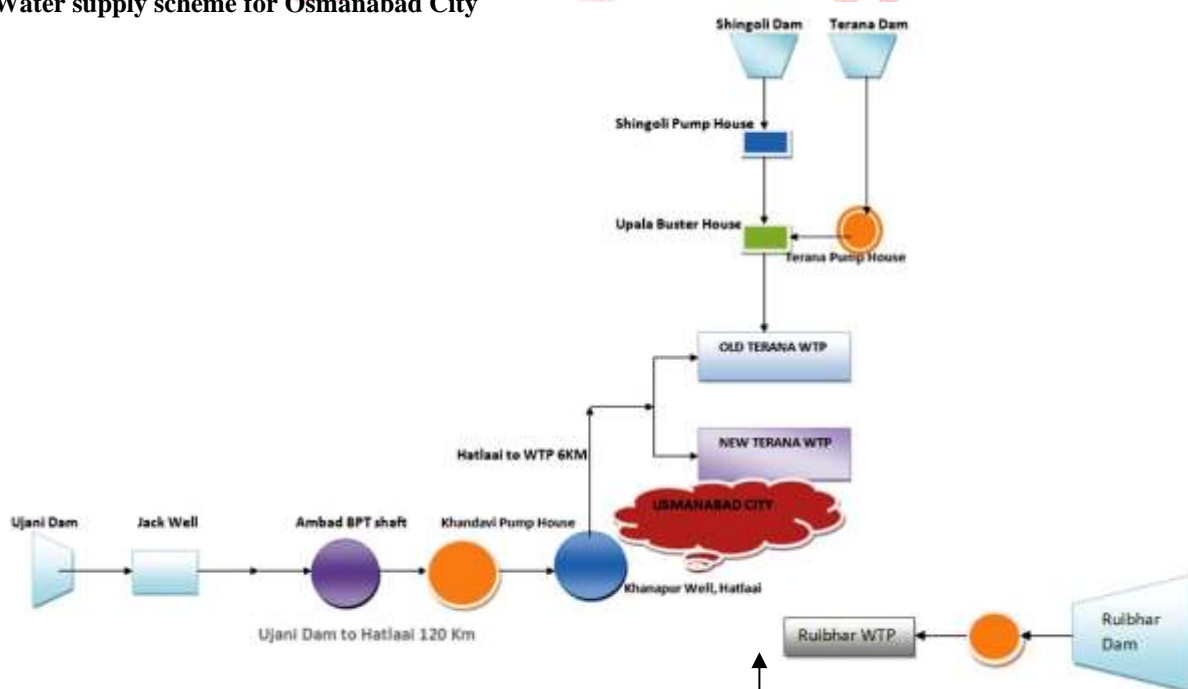 Water supply scheme for Osmanabad City
Shingoli Dam
Terana Dam
Shingoli Pump House
Upala Buster House
Terana Pump House
OLD TERANA WTP
Hatlaai to WTP 6KM
NEW TERANA WTP
USMANABAD CITY
Ujani Dam
Jack Well
Ambad BPT shaft
Khandavi Pump House
Khanapur Well, Hatlaai
Ujani Dam to Hatlaai 120 Km
Ruibhar WTP
Ruibhar
Dam